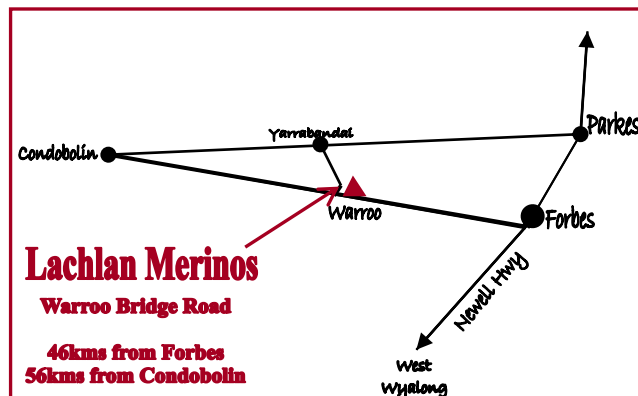 Parkes
Yarrabandai
Condobolin
Warroo
Forbes
Lachlan Merinos
Warroo Bridge Road
Newell Hwy
46kms from Forbes
56kms from Condobolin
West
Wyalong